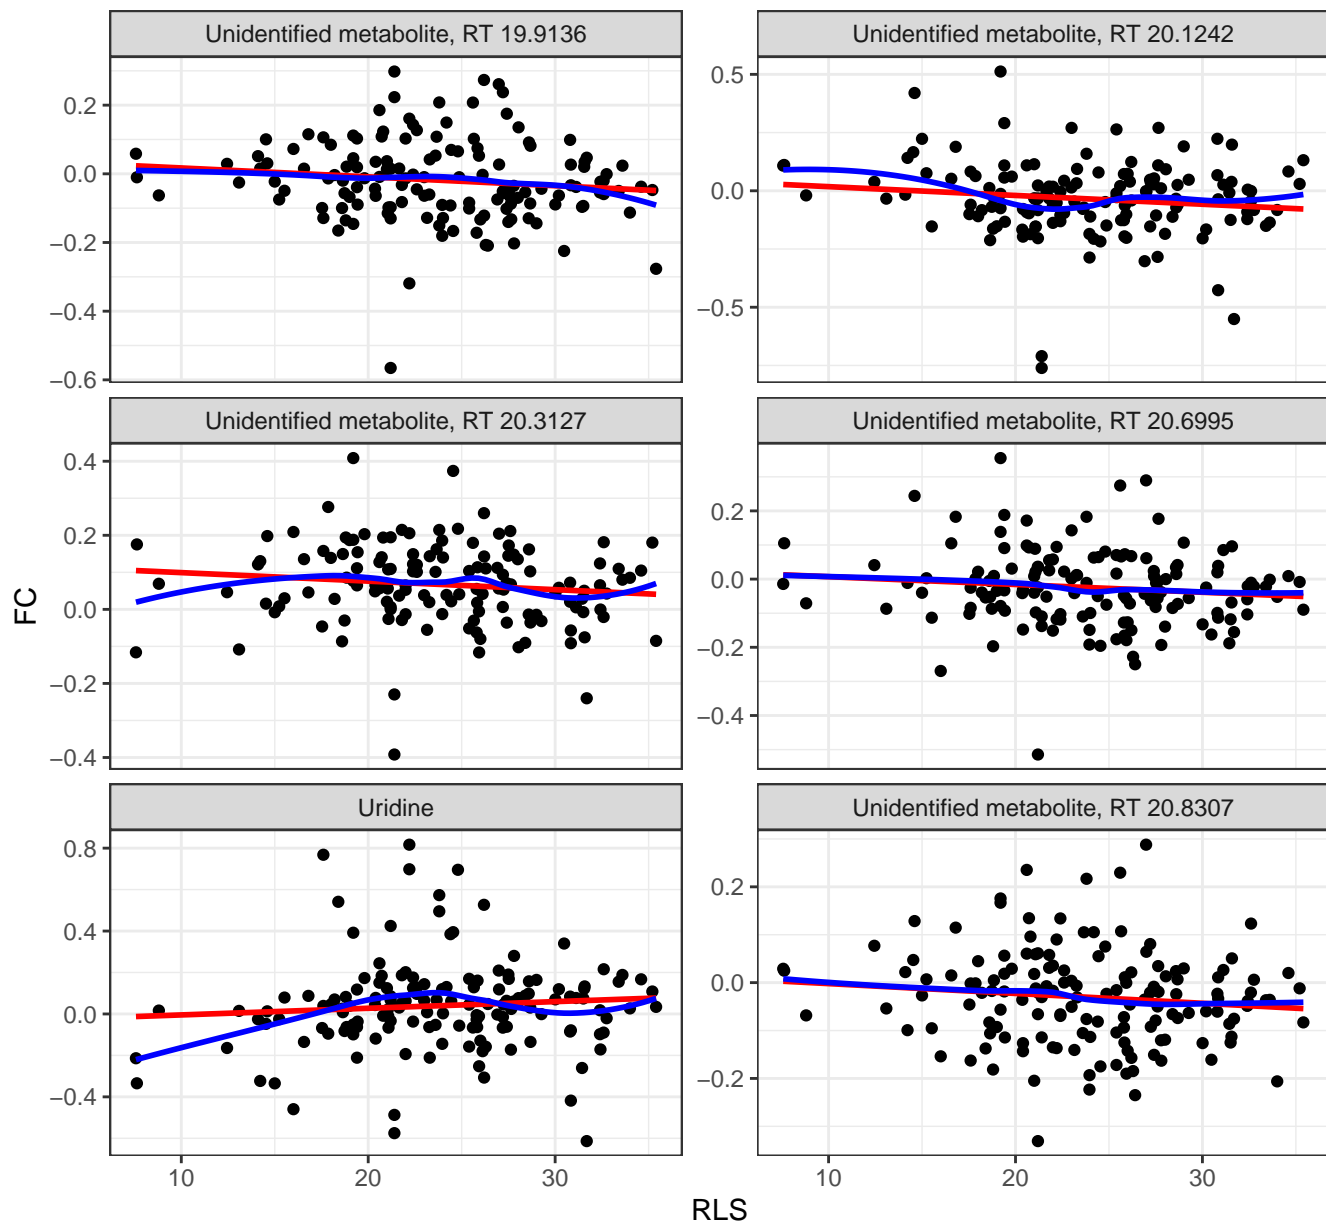 Unidentified metabolite, RT 19.9136
Unidentified metabolite, RT 20.1242
0.2
0.0
−0.2
−0.4
−0.6
0.5
0.0
−0.5
Unidentified metabolite, RT 20.3127
Unidentified metabolite, RT 20.6995
0.4
0.2
0.0
−0.2
−0.4
0.2
0.0
−0.2
−0.4
FC
Uridine
Unidentified metabolite, RT 20.8307
0.8
0.4
0.0
−0.4
0.2
0.0
−0.2
10 20 30
10 20 30
RLS